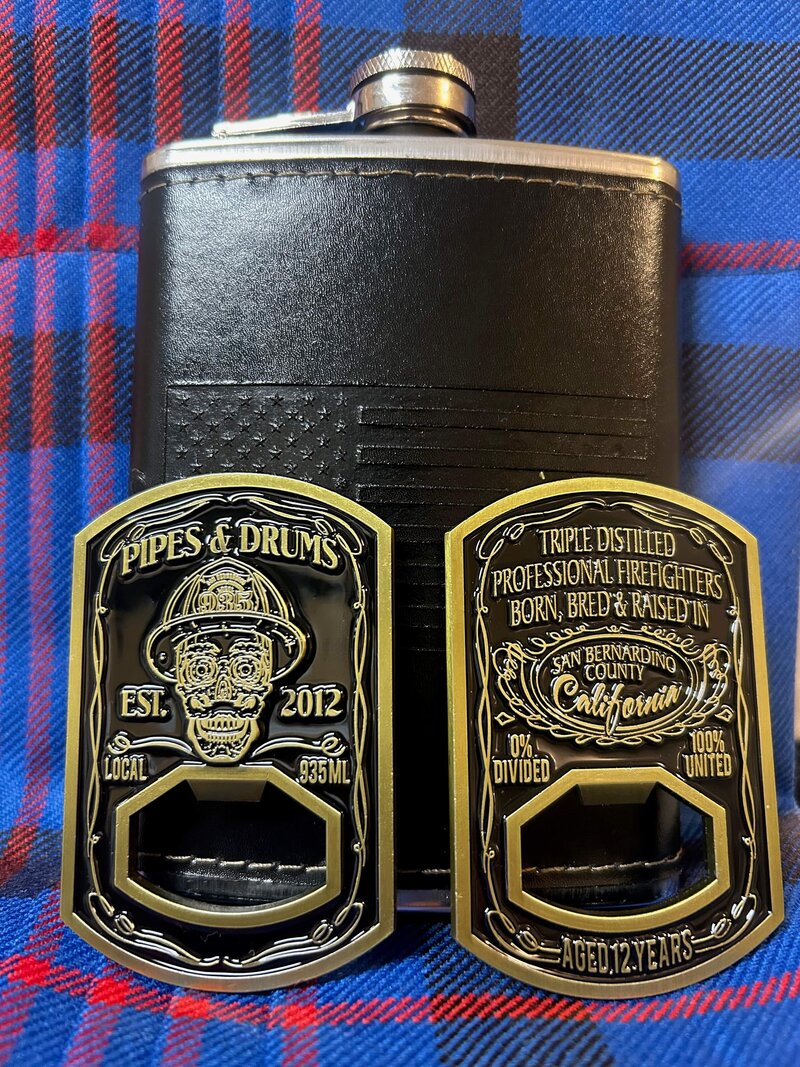 PIPES & DRUMS
935
EST. 2012
LOCAL 935ML
TRIPLE DISTILLED
PROFESSIONAL FIREFIGHTERS
BORN, BRED & RAISED IN
SAN BERNARDINO
COUNTY
California
0% DIVIDED
100% UNITED
AGED 12 YEARS